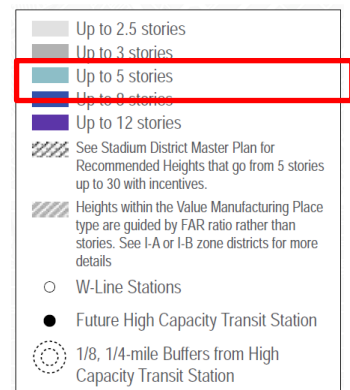 Up to 2.5 stories
Up to 3 stories
Up to 5 stories
Up to 8 stories
Up to 12 stories
See Stadium District Master Plan for
Recommended Heights that go from 5 stories
up to 30 with incentives.
Heights within the Value Manufacturing Place
type are guided by FAR ratio rather than
stories. See I-A or I-B zone districts for more
details
W-Line Stations
Future High Capacity Transit Station
1/8, 1/4-mile Buffers from High
Capacity Transit Station